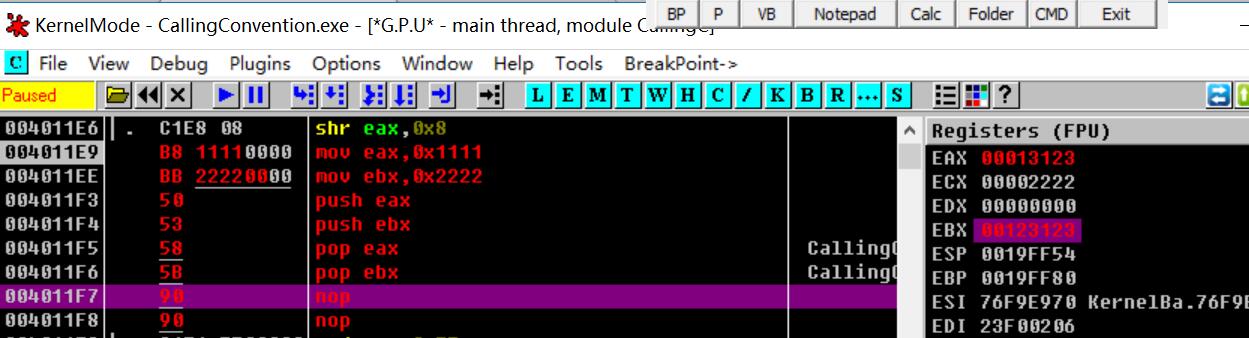 BP P VB Notepad Calc Folder CMD Exit
KernelMode - CallingConvention.exe - [*G.P.U* - main thread, module CallingC]
C File View Debug Plugins Options Window Help Tools BreakPoint->
Paused L E M T W H C / K B R ... S ?
004011E6 . C1E8 08 shr eax,0x8
004011E9 B8 11110000 mov eax,0x1111
004011EE BB 22220000 mov ebx,0x2222
004011F3 50 push eax
004011F4 53 push ebx
004011F5 58 pop eax CallingC
004011F6 5B pop ebx CallingC
004011F7 90 nop
004011F8 90 nop
Registers (FPU)
EAX 00013123
ECX 00002222
EDX 00000000
EBX 00123123
ESP 0019FF54
EBP 0019FF80
ESI 76F9E970 KernelBa.76F9E
EDI 23F00206